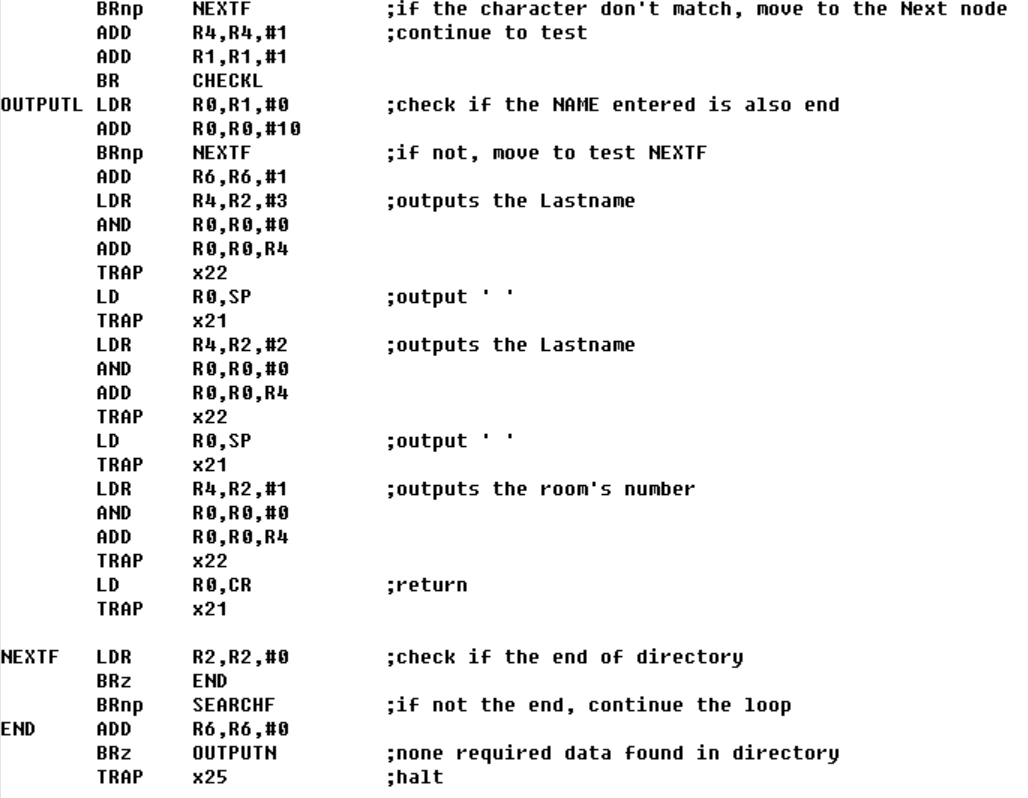 BRnp NEXTF ;if the character don't match, move to the Next node
ADD R4,R4,#1 ;continue to test
ADD R1,R1,#1
BR CHECKL
OUTPUTL LDR R0,R1,#0 ;check if the NAME entered is also end
ADD R0,R0,#10
BRnp NEXTF ;if not, move to test NEXTF
ADD R6,R6,#1
LDR R4,R2,#3 ;outputs the Lastname
AND R0,R0,#0
ADD R0,R0,R4
TRAP x22
LD R0,SP ;output ' '
TRAP x21
LDR R4,R2,#2 ;outputs the Lastname
AND R0,R0,#0
ADD R0,R0,R4
TRAP x22
LD R0,SP ;output ' '
TRAP x21
LDR R4,R2,#1 ;outputs the room's number
AND R0,R0,#0
ADD R0,R0,R4
TRAP x22
LD R0,CR ;return
TRAP x21
NEXTF LDR R2,R2,#0 ;check if the end of directory
BRz END
BRnp SEARCHF ;if not the end, continue the loop
END ADD R6,R6,#0
BRz OUTPUTN ;none required data found in directory
TRAP x25 ;halt